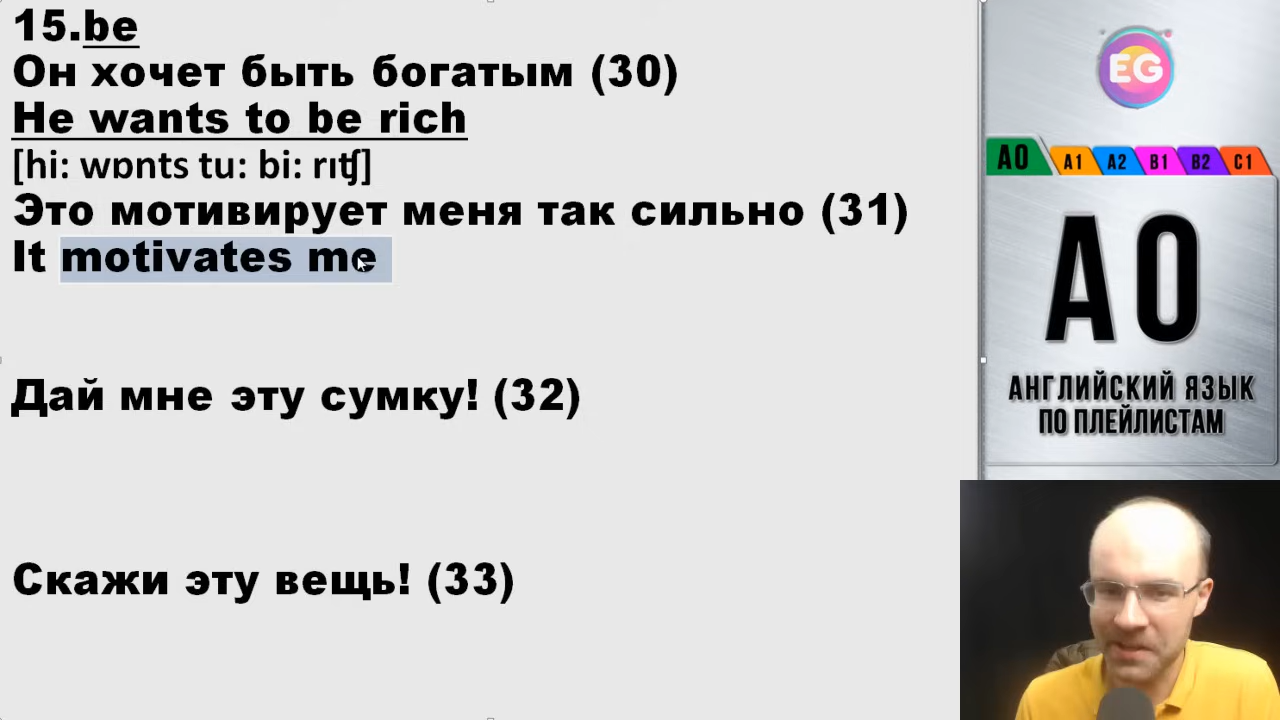 15.be
Он хочет быть богатым (30)
He wants to be rich
[hi: wɒnts tu: bi: rɪʧ]
Это мотивирует меня так сильно (31)
It motivates me
Дай мне эту сумку! (32)
Скажи эту вещь! (33)
EG
A0 A1 A2 B1 B2 C1
A0
АНГЛИЙСКИЙ ЯЗЫК
ПО ПЛЕЙЛИСТАМ